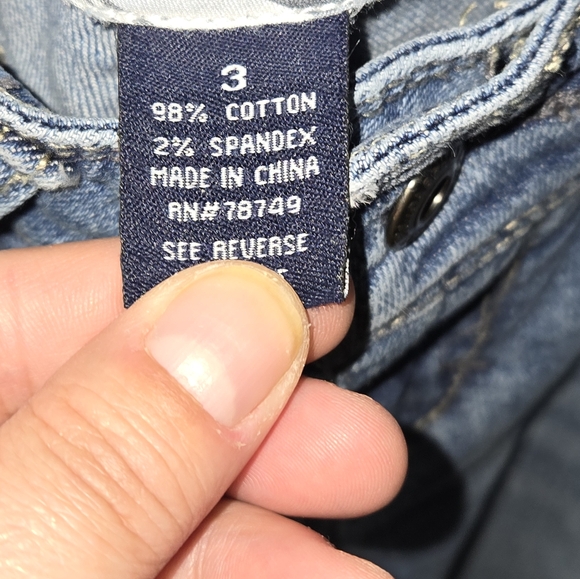 3
98% COTTON
2% SPANDEX
MADE IN CHINA
RN#78749
SEE REVERSE